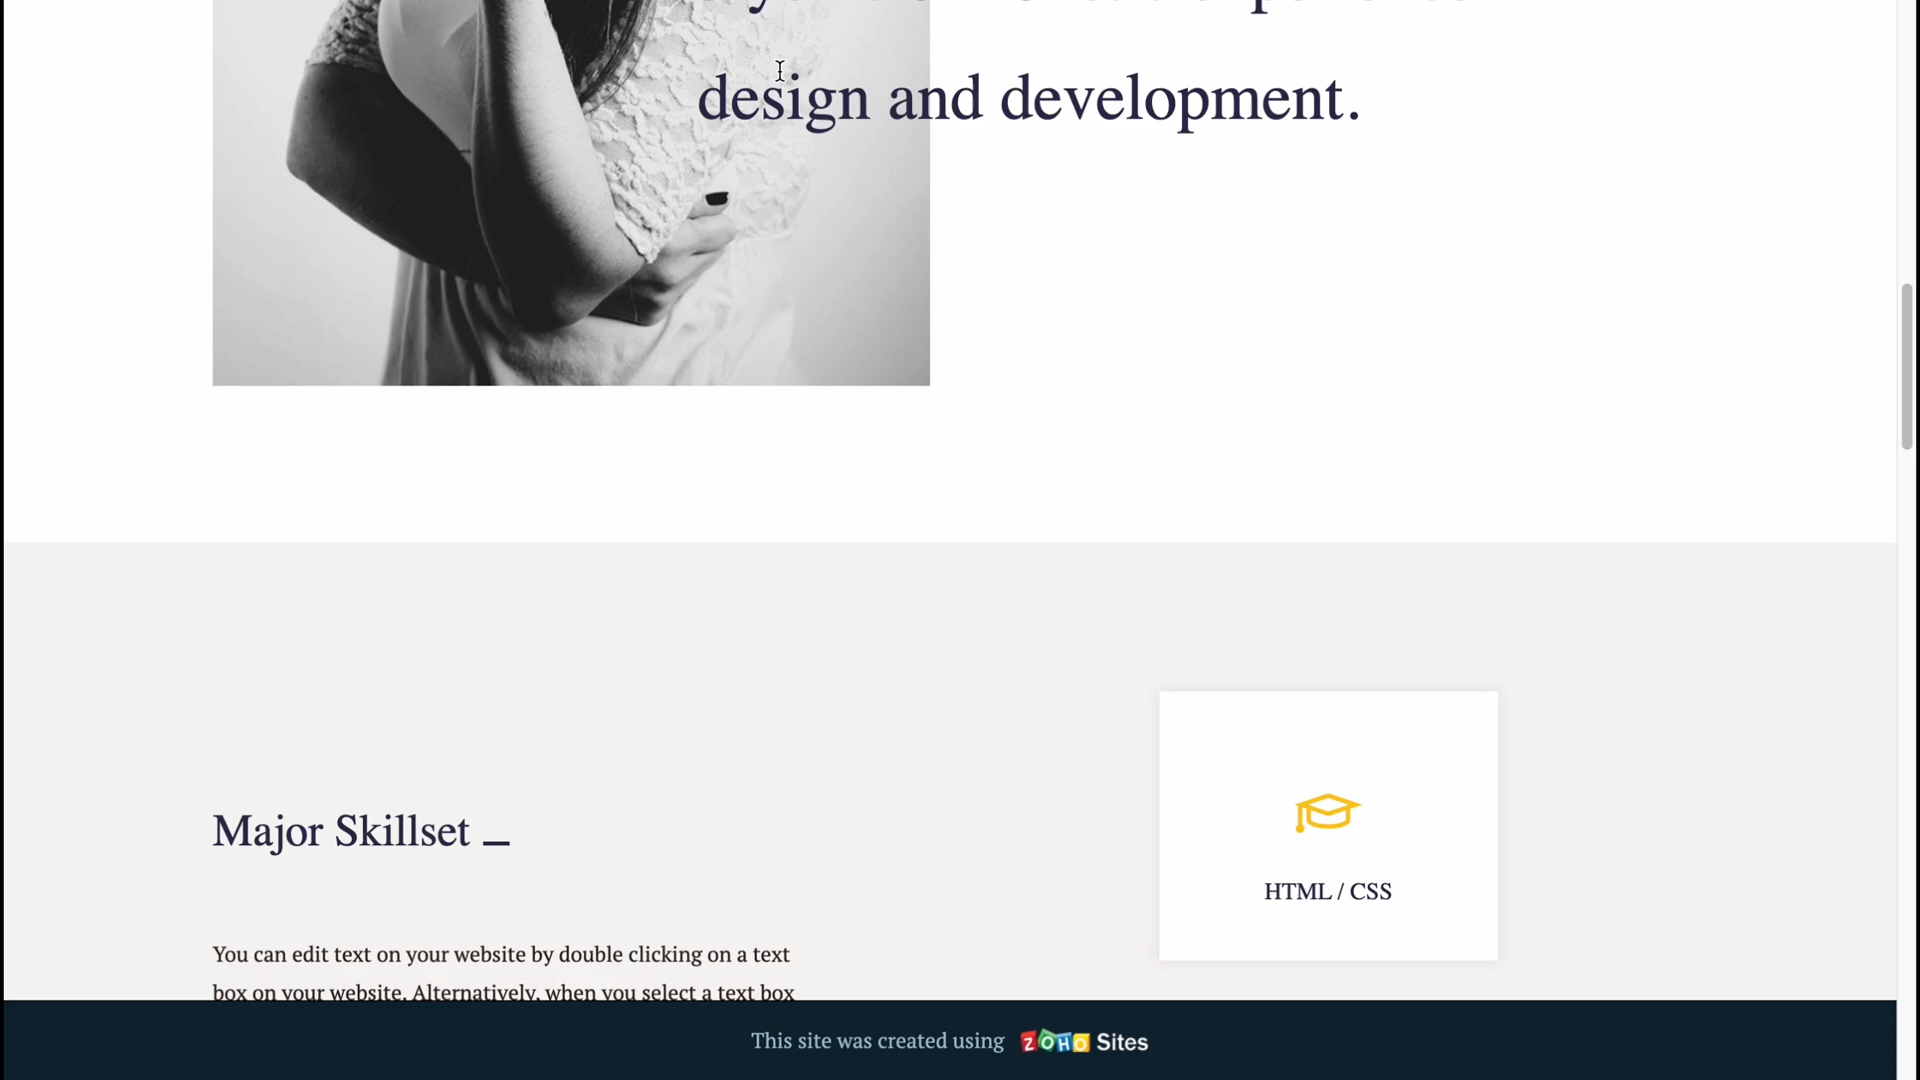 design and development.
Major Skillset _
HTML / CSS
You can edit text on your website by double clicking on a text
box on your website. Alternatively, when you select a text box
This site was created using ZOHO Sites